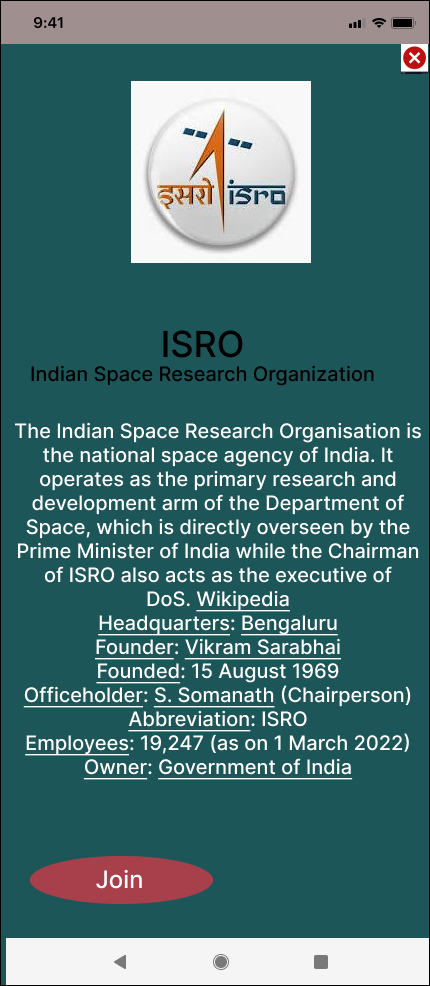 9:41
इसरो isro
ISRO
Indian Space Research Organization
The Indian Space Research Organisation is
the national space agency of India. It
operates as the primary research and
development arm of the Department of
Space, which is directly overseen by the
Prime Minister of India while the Chairman
of ISRO also acts as the executive of
DoS. Wikipedia
Headquarters: Bengaluru
Founder: Vikram Sarabhai
Founded: 15 August 1969
Officeholder: S. Somanath (Chairperson)
Abbreviation: ISRO
Employees: 19,247 (as on 1 March 2022)
Owner: Government of India
Join